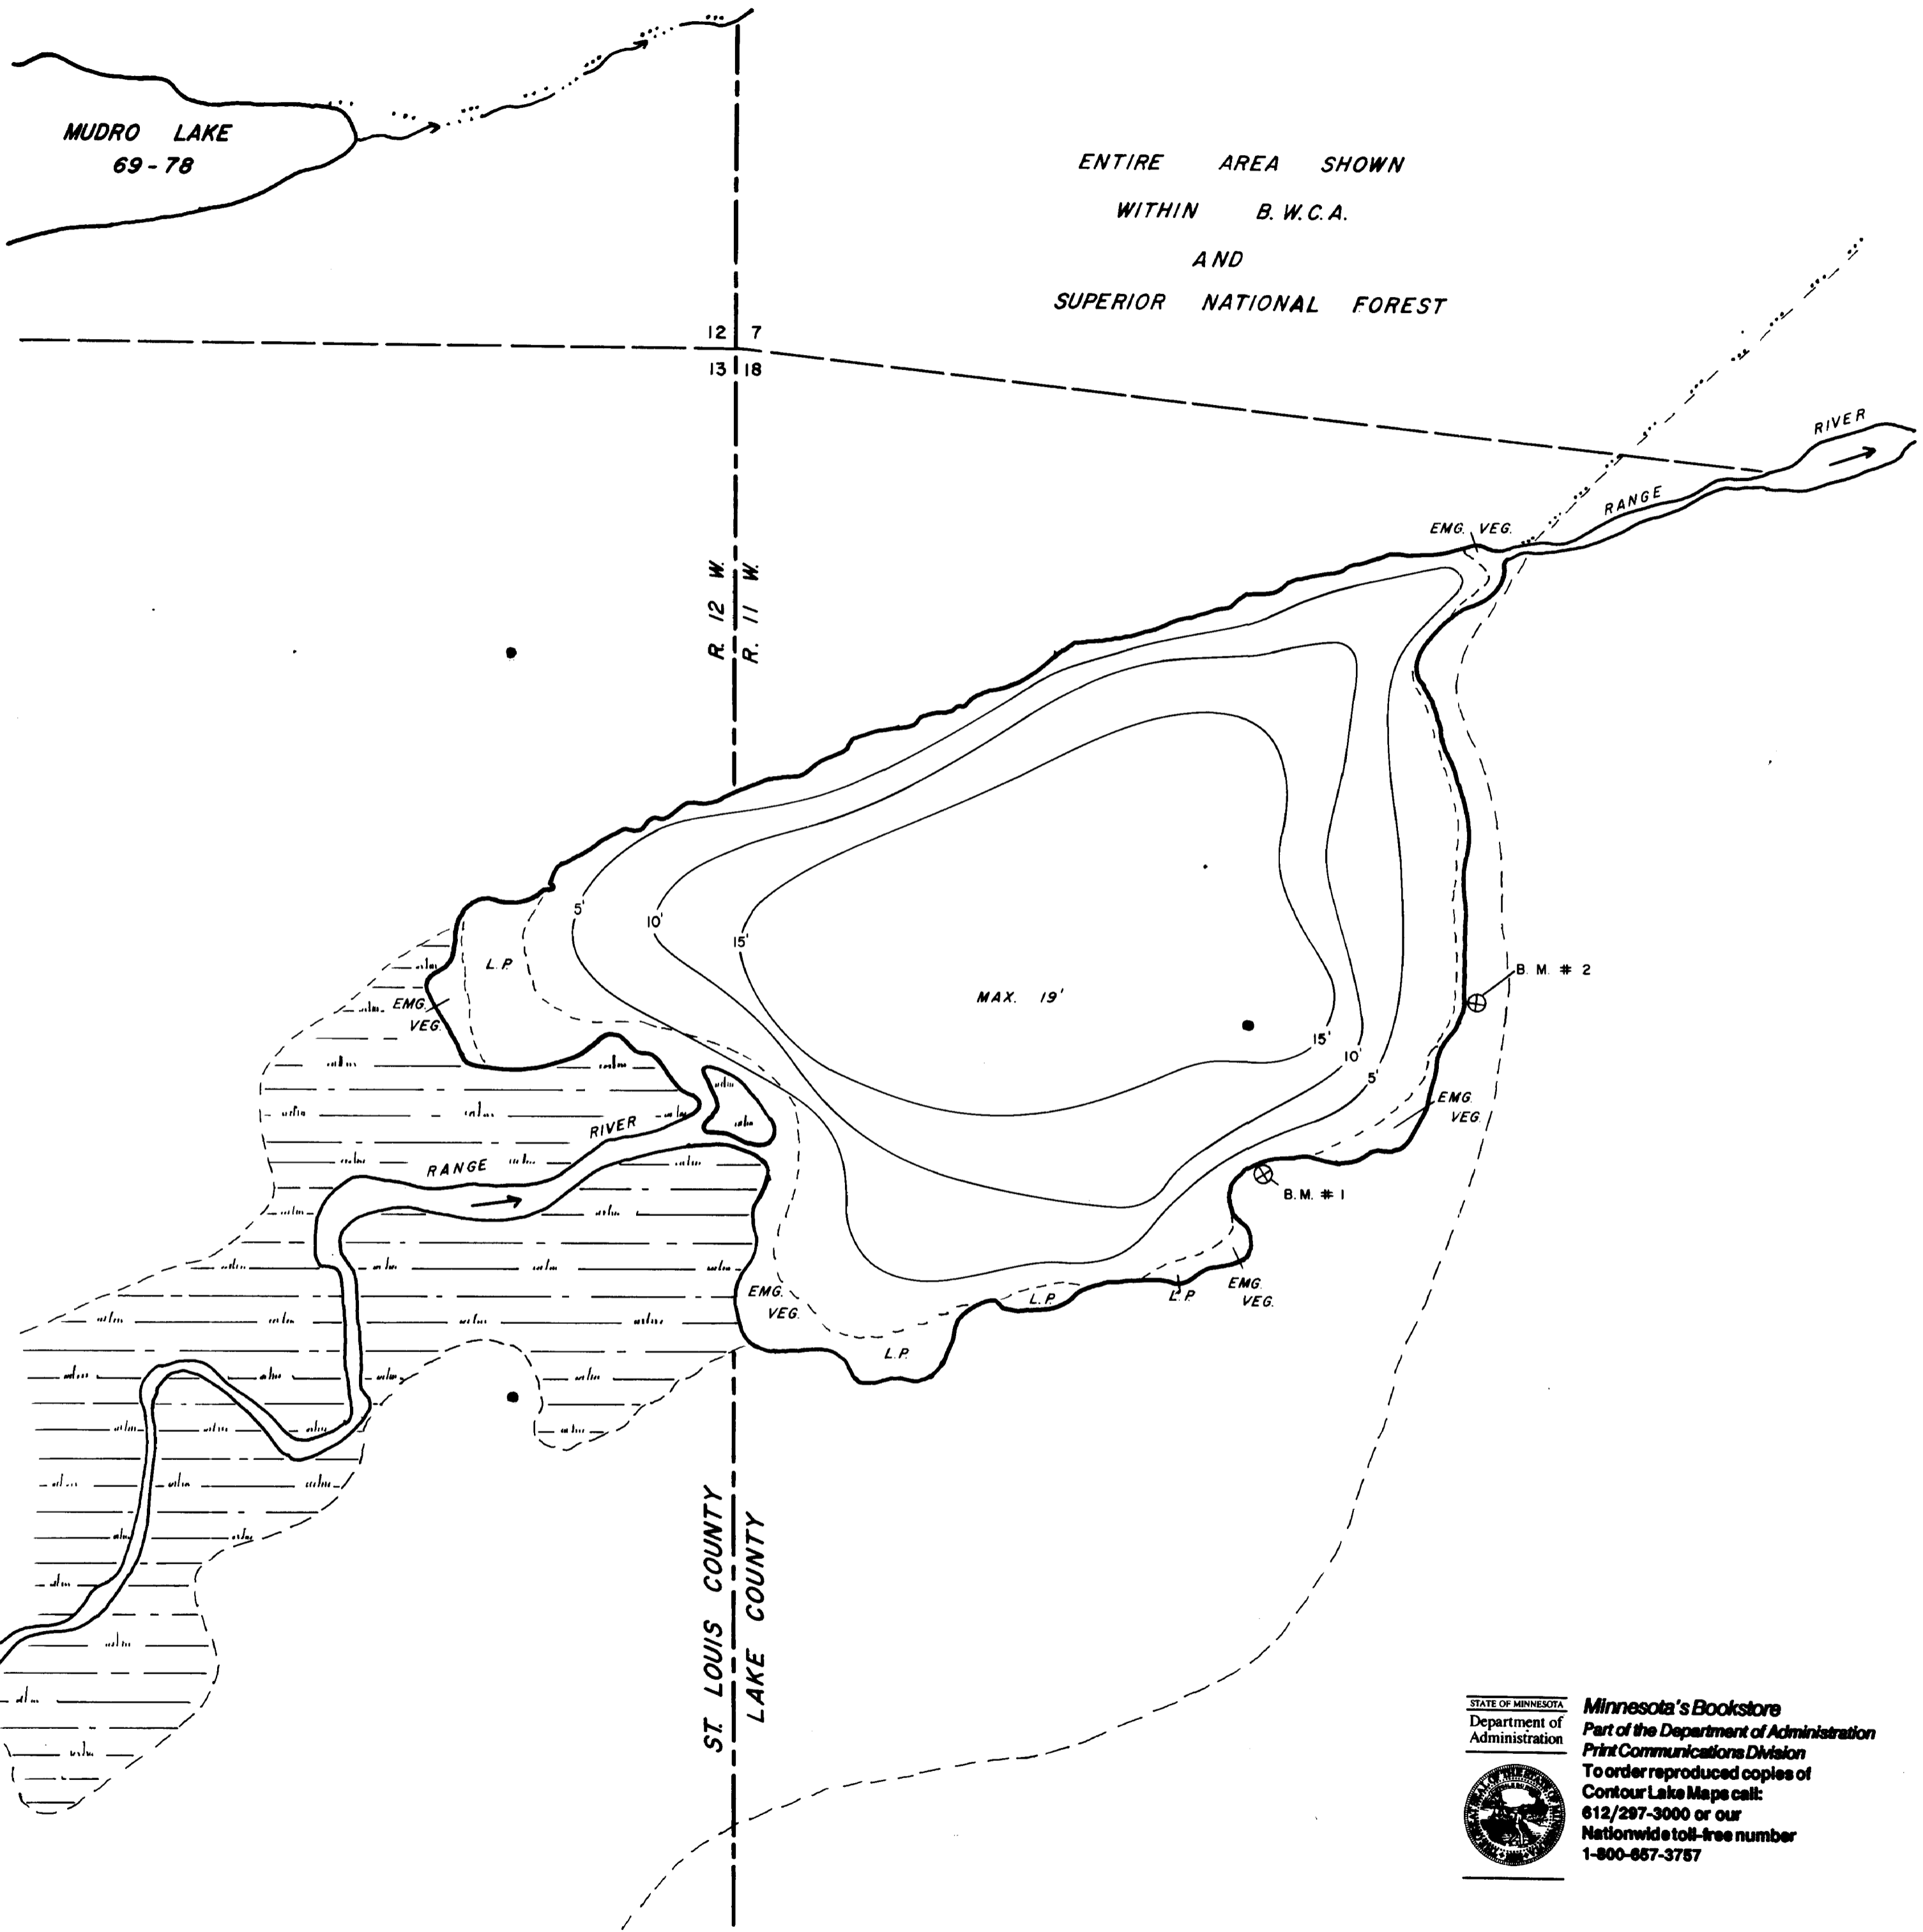 MUDRO LAKE
69-78
ENTIRE AREA SHOWN
WITHIN B.W.C.A.
AND
SUPERIOR NATIONAL FOREST
12 7
13 18
RIVER
RANGE
EMG. VEG.
R. 12 W.
R. 11 W.
5'
10'
15'
L.P.
EMG.
VEG.
MAX. 19'
B. M. # 2
15'
10'
5'
EMG.
VEG.
RIVER
RANGE
B.M. # 1
EMG.
VEG.
L.P.
L.P.
EMG.
VEG.
L.P.
ST. LOUIS COUNTY
LAKE COUNTY
STATE OF MINNESOTA
Department of
Administration
Minnesota's Bookstore
Part of the Department of Administration
Print Communications Division
To order reproduced copies of
Contour Lake Maps call:
612/297-3000 or our
Nationwide toll-free number
1-800-657-3757